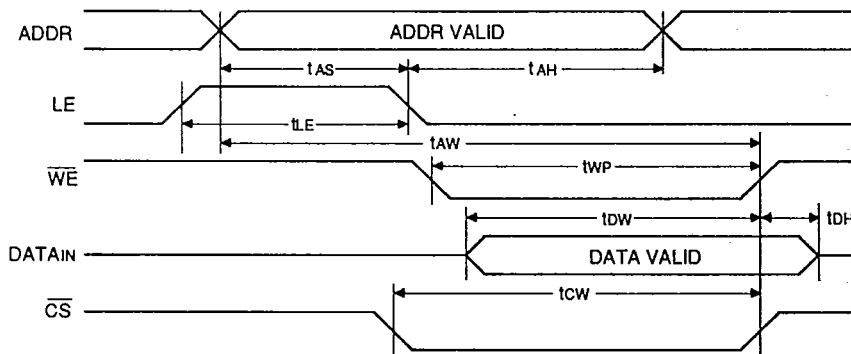 ADDR
ADDR VALID
tAS
tAH
LE
tLE
tAW
WE
tWP
tDW
tDH
DATAIN
DATA VALID
tCW
CS